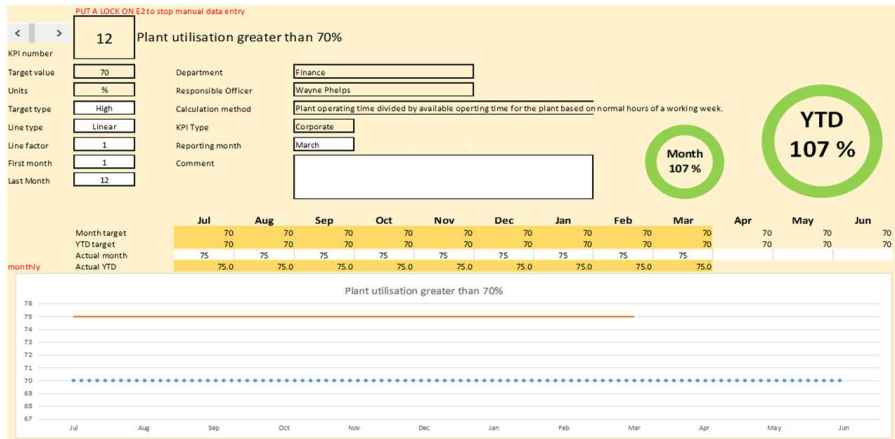 PUT A LOCK ON E2 to stop manual data entry
12 Plant utilisation greater than 70%
KPI number
Target value 70 Department Finance
Units % Responsible Officer Wayne Phelps
Target type High Calculation method Plant operating time divided by available operting time for the plant based on normal hours of a working week.
Line type Linear KPI Type Corporate
Line factor 1 Reporting month March
First month 1 Comment
Last Month 12
Month
107 %
YTD
107 %
Jul Aug Sep Oct Nov Dec Jan Feb Mar Apr May Jun
Month target 70 70 70 70 70 70 70 70 70 70 70 70
YTD target 70 70 70 70 70 70 70 70 70 70 70 70
Actual month 75 75 75 75 75 75 75 75 75
monthly Actual YTD 75.0 75.0 75.0 75.0 75.0 75.0 75.0 75.0 75.0
Plant utilisation greater than 70%
76
75
74
73
72
71
70
69
68
67
Jul Aug Sep Oct Nov Dec Jan Feb Mar Apr May Jun